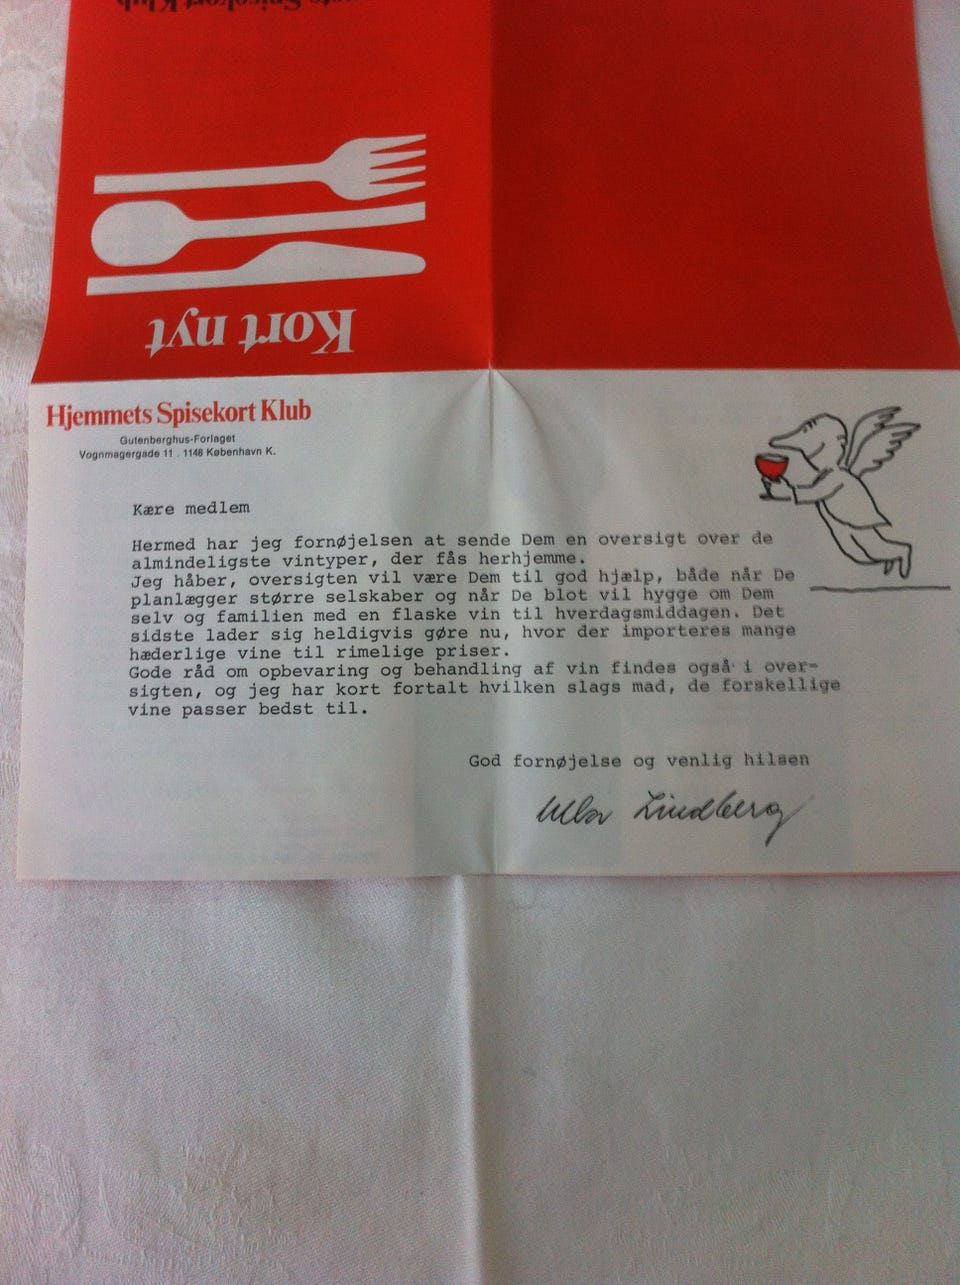 Hjemmets Spisekort Klub
Kort nyt
Hjemmets Spisekort Klub
Gutenberghus-Forlaget
Vognmagergade 11 . 1148 København K.
Kære medlem
Hermed har jeg fornøjelsen at sende Dem en oversigt over de
almindeligste vintyper, der fås herhjemme.
Jeg håber, oversigten vil være Dem til god hjælp, både når De
planlægger større selskaber og når De blot vil hygge om Dem
selv og familien med en flaske vin til hverdagsmiddagen. Det
sidste lader sig heldigvis gøre nu, hvor der importeres mange
hæderlige vine til rimelige priser.
Gode råd om opbevaring og behandling af vin findes også i over-
sigten, og jeg har kort fortalt hvilken slags mad, de forskellige
vine passer bedst til.
God fornøjelse og venlig hilsen
Ulla Lindberg